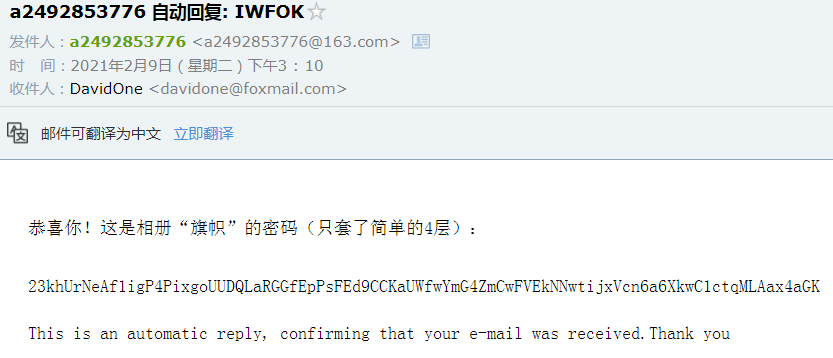 a2492853776 自动回复: IWFOK
发件人：a2492853776 <a2492853776@163.com>
时　间：2021年2月9日 ( 星期二 ) 下午3：10
收件人：DavidOne <davidone@foxmail.com>
邮件可翻译为中文 立即翻译
恭喜你！这是相册“旗帜”的密码（只套了简单的4层）：
23khUrNeAfligP4PixgoUUDQLaRGGfEpPsFEd9CCKaUWfwYmG4ZmCwFVEkNNwtijxVcn6a6XkwC1ctqMLAax4aGK
This is an automatic reply, confirming that your e-mail was received.Thank you